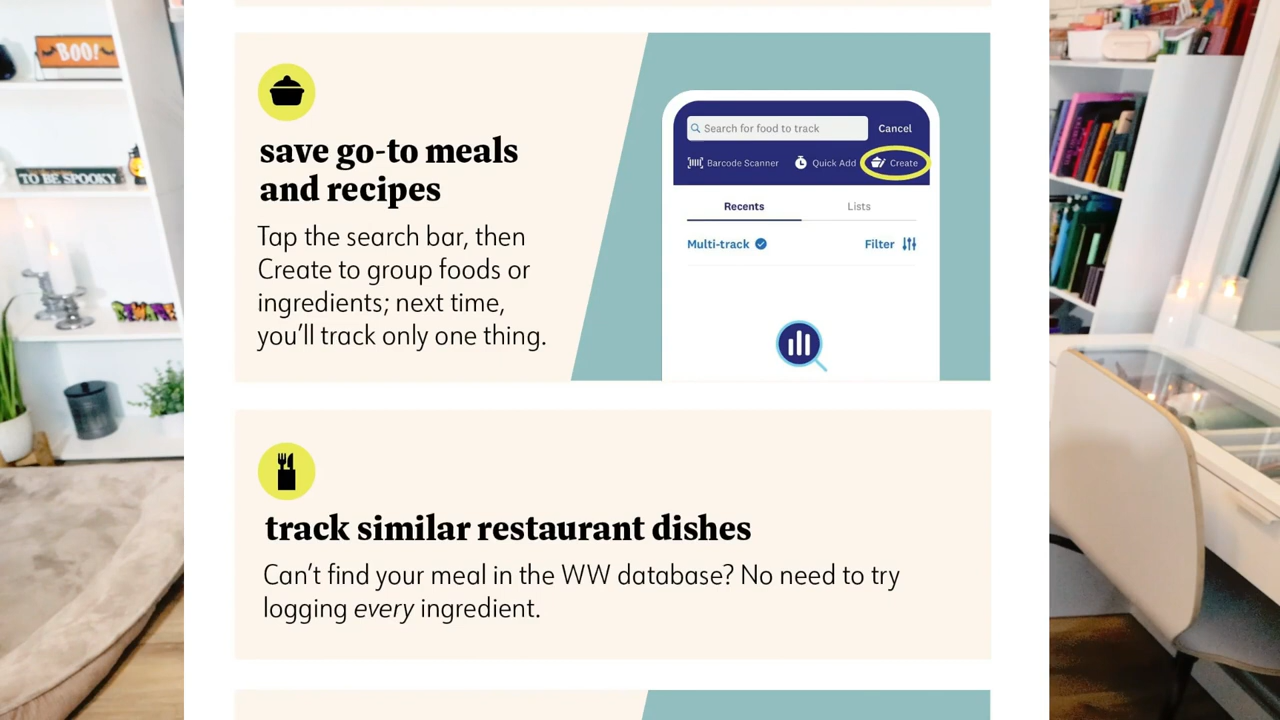 BOO!
TO BE SPOOKY
save go-to meals
and recipes
Tap the search bar, then
Create to group foods or
ingredients; next time,
you'll track only one thing.
Search for food to track
Cancel
Barcode Scanner
Quick Add
Create
Recents
Lists
Multi-track
Filter
track similar restaurant dishes
Can't find your meal in the WW database? No need to try
logging every ingredient.